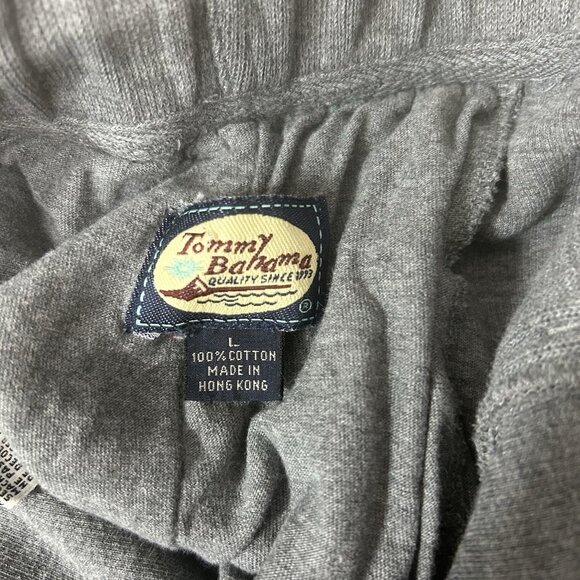 Tommy
Bahama
QUALITY SINCE 1993
®
L
100% COTTON
MADE IN
HONG KONG